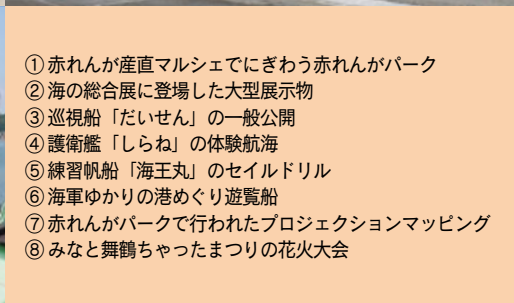 ①赤れんが産直マルシェでにぎわう赤れんがパーク
②海の総合展に登場した大型展示物
③巡視船「だいせん」の一般公開
④護衛艦「しらね」の体験航海
⑤練習帆船「海王丸」のセイルドリル
⑥海軍ゆかりの港めぐり遊覧船
⑦赤れんがパークで行われたプロジェクションマッピング
⑧みなと舞鶴ちゃったまつりの花火大会